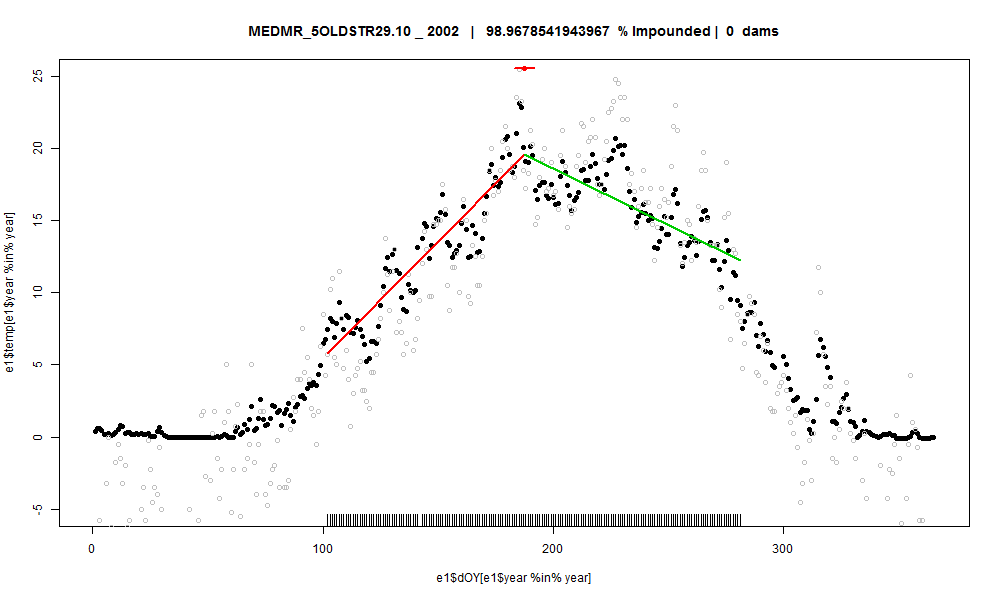 MEDMR_5OLDSTR29.10 _ 2002 | 98.9678541943967 % Impounded | 0 dams
25
20
15
10
5
0
-5
e1$temp[e1$year %in% year]
0 100 200 300
e1$dOY[e1$year %in% year]